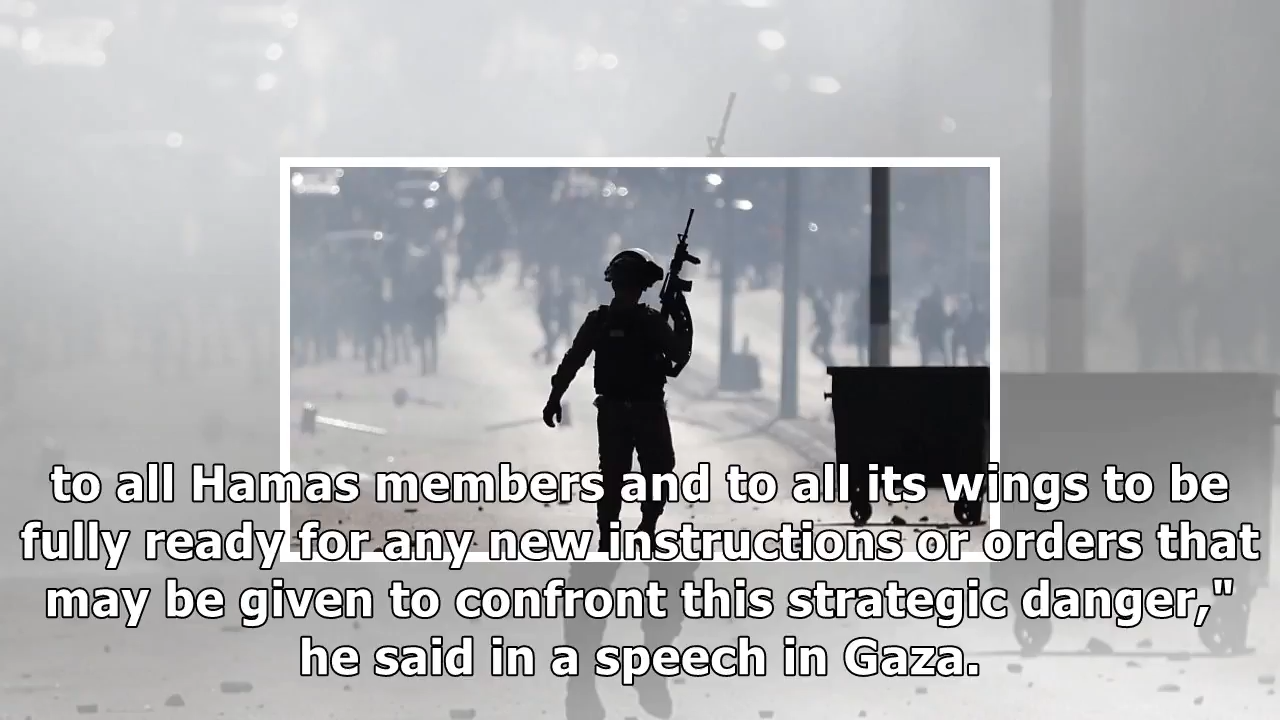 to all Hamas members and to all its wings to be
fully ready for any new instructions or orders that
may be given to confront this strategic danger,"
he said in a speech in Gaza.